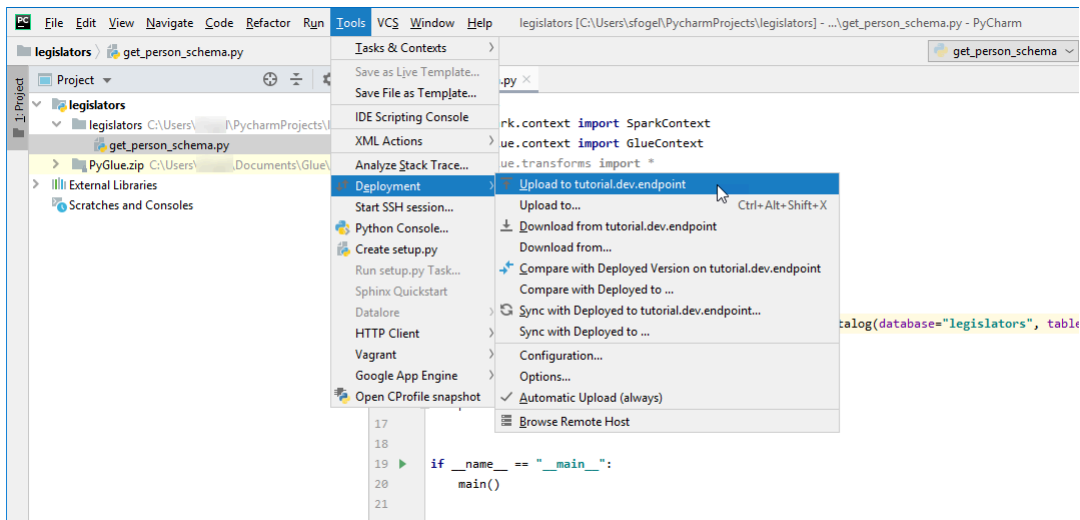 PC File Edit View Navigate Code Refactor Run Tools VCS Window Help legislators [C:\Users\sfogel\PycharmProjects\legislators] - ...\get_person_schema.py - PyCharm
legislators get_person_schema.py get_person_schema
1: Project
Project
legislators
legislators C:\Users\ l\PycharmProjects\l
get_person_schema.py
PyGlue.zip C:\Users\ .Documents\Glue\
External Libraries
Scratches and Consoles
Tasks & Contexts
Save as Live Template...
Save File as Template...
IDE Scripting Console
XML Actions
Analyze Stack Trace...
Deployment
Start SSH session...
Python Console...
Create setup.py
Run setup.py Task...
Sphinx Quickstart
Datalore
HTTP Client
Vagrant
Google App Engine
Open CProfile snapshot
Upload to tutorial.dev.endpoint
Upload to... Ctrl+Alt+Shift+X
Download from tutorial.dev.endpoint
Download from...
Compare with Deployed Version on tutorial.dev.endpoint
Compare with Deployed to ...
Sync with Deployed to tutorial.dev.endpoint...
Sync with Deployed to ...
Configuration...
Options...
Automatic Upload (always)
Browse Remote Host
.py
rk.context import SparkContext
ue.context import GlueContext
ue.transforms import *
talog(database="legislators", table
17
18
19 if __name__ == "__main__":
20 main()
21